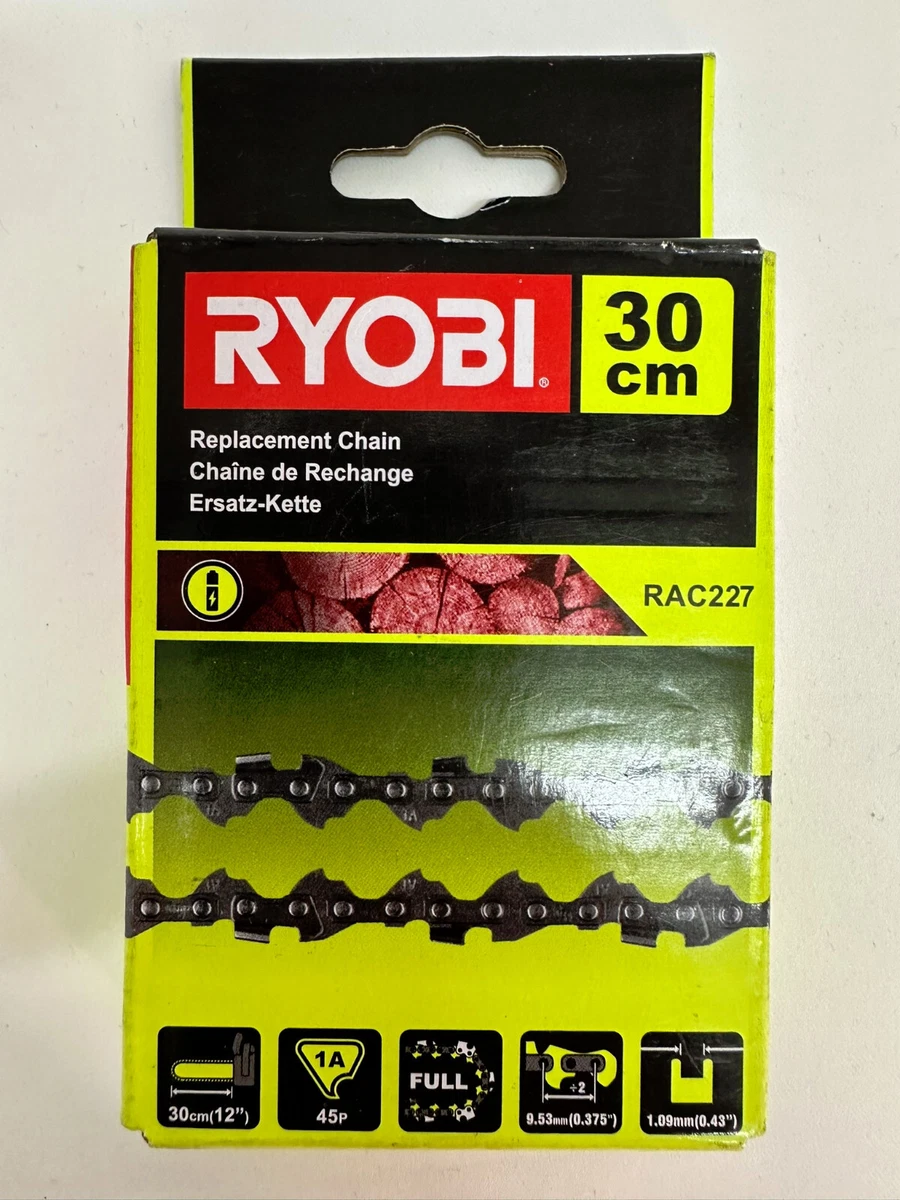 RYOBI®
30
cm
Replacement Chain
Chaîne de Rechange
Ersatz-Kette
RAC227
1A
1A
45P
FULL
÷2
30cm(12")
9.53mm(0.375")
1.09mm(0.43")